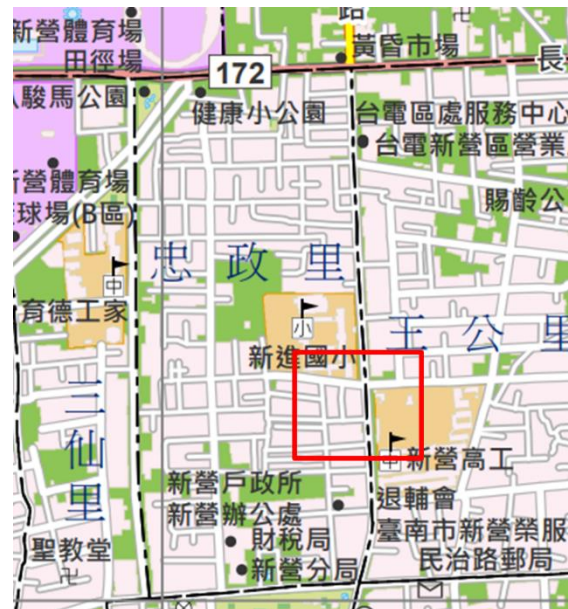 路
新營體育場
田徑場
黃昏市場
172
長
八駿馬公園
健康小公園
台電區處服務中心
台電新營區營業
新營體育場
球場(B區)
賜齡公
忠政里
中
育德工家
小
王公里
新進國小
三仙里
中
新營高工
新營戶政所
新營辦公處
退輔會
財稅局
臺南市新營榮服
聖教堂
新營分局
民治路郵局